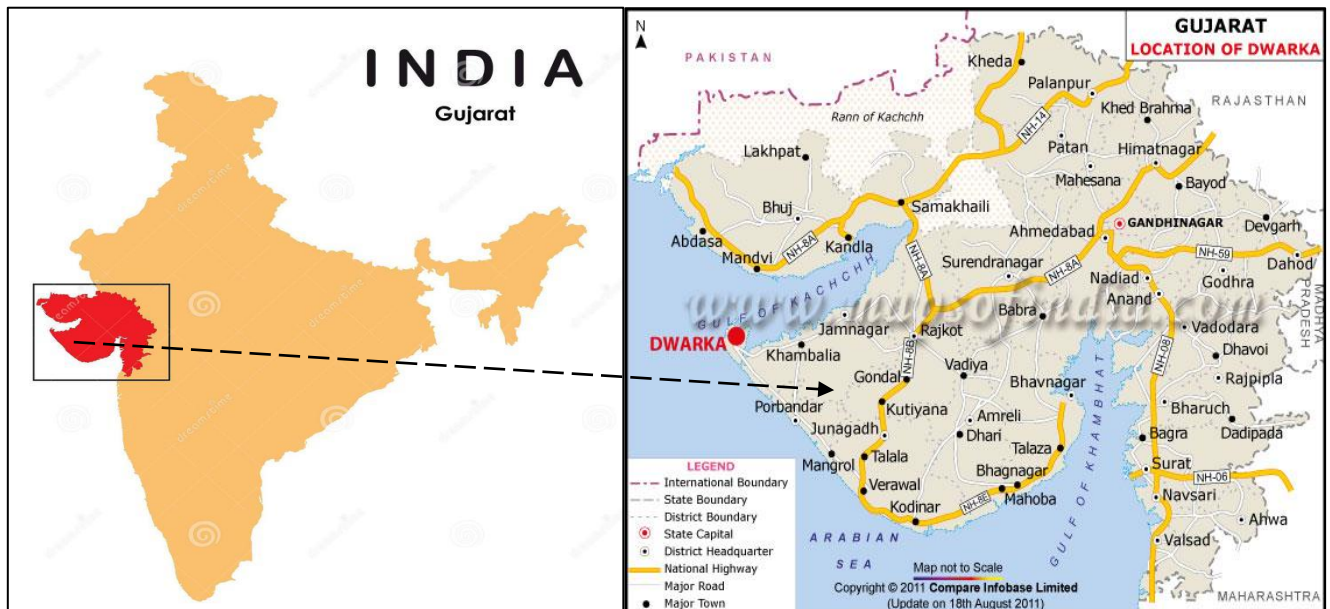 INDIA
Gujarat
dreamstime
GUJARAT
LOCATION OF DWARKA
N
PAKISTAN
Kheda
Palanpur
Khed Brahma
RAJASTHAN
Rann of Kachchh
NH-14
Lakhpat
Patan
Himatnagar
Mahesana
Bayod
Bhuj
Samakhaili
GANDHINAGAR
Devgarh
Abdasa
NH-8A
Kandla
Ahmedabad
Mandvi
NH-8A
Surendranagar
NH-8A
NH-59
Dahod
Nadiad
Godhra
Anand
GULF OF KACHCHH
www.mapsofindia.com
MADHYA
PRADESH
Jamnagar
Rajkot
Babra
Vadodara
DWARKA
Khambalia
NH-8B
NH-08
Dhavoi
Gondal
Vadiya
Bhavnagar
Rajpipla
Porbandar
Kutiyana
Amreli
Bharuch
Junagadh
Dhari
Talaza
Bagra
Dadipada
Mangrol
Talala
Bhagnagar
Surat
NH-06
Verawal
Mahoba
Navsari
Kodinar
NH-8E
Ahwa
GULF OF KHAMBHAT
Valsad
ARABIAN
SEA
LEGEND
International Boundary
State Boundary
District Boundary
State Capital
District Headquarter
National Highway
Major Road
Major Town
Map not to Scale
Copyright © 2011 Compare Infobase Limited
(Update on 18th August 2011)
MAHARASHTRA